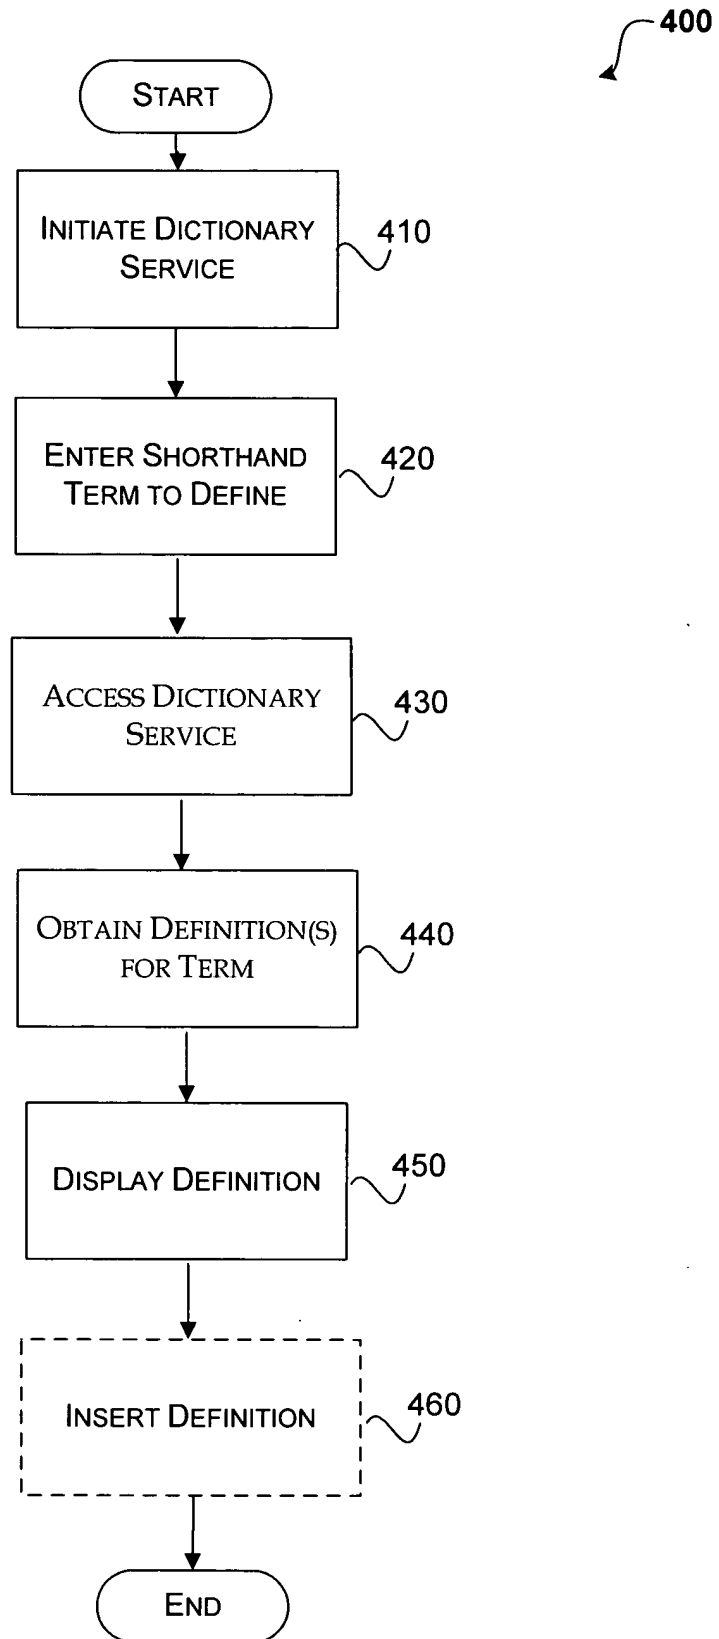 400
START
INITIATE DICTIONARY
SERVICE
410
ENTER SHORTHAND
TERM TO DEFINE
420
ACCESS DICTIONARY
SERVICE
430
OBTAIN DEFINITION(S)
FOR TERM
440
DISPLAY DEFINITION
450
INSERT DEFINITION
460
END